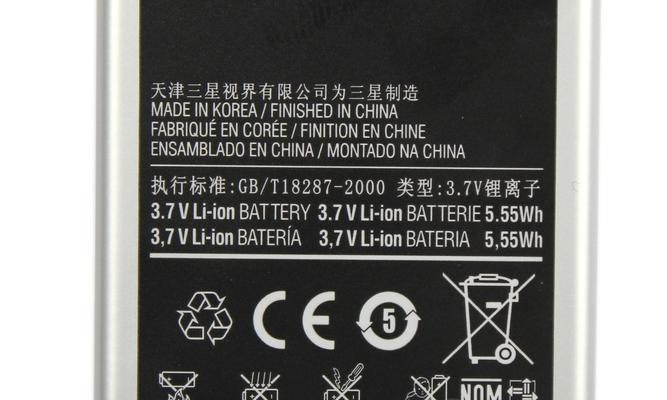 天津三星视界有限公司为三星制造
MADE IN KOREA / FINISHED IN CHINA
FABRIQUÉ EN CORÉE / FINITION EN CHINE
ENSAMBLADO EN CHINA / MONTADO NA CHINA
执行标准:GB/T18287-2000 类型:3.7V锂离子
3.7 V Li-ion BATTERY 3.7 V Li-ion BATTERIE 5.55Wh
3,7 V Li-ion BATERÍA 3,7 V Li-ion BATERIA 5,55Wh
CE 5
NOM